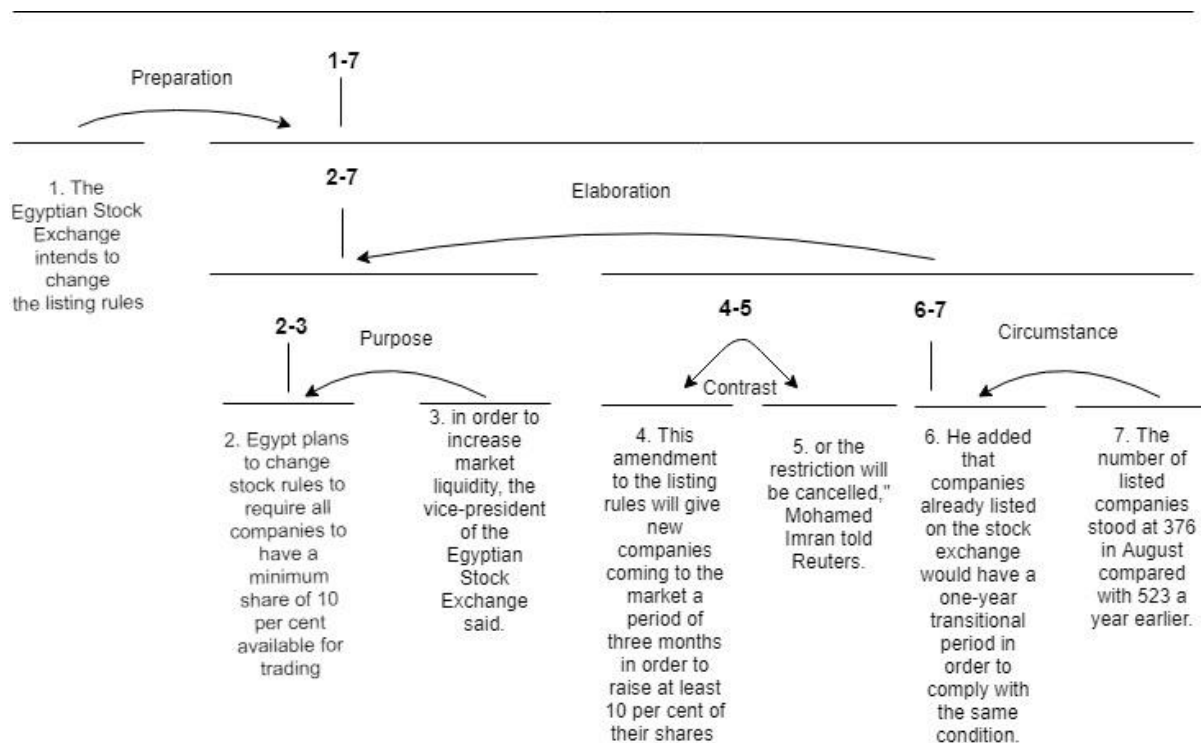 1-7
Preparation
1. The
Egyptian Stock
Exchange
intends to
change
the listing rules
2-7
Elaboration
2-3
Purpose
4-5
Contrast
6-7
Circumstance
2. Egypt plans
to change
stock rules to
require all
companies to
have a
minimum
share of 10
per cent
available for
trading
3. in order to
increase
market
liquidity, the
vice-president
of the
Egyptian
Stock
Exchange
said.
4. This
amendment
to the listing
rules will give
new
companies
coming to the
market a
period of
three months
in order to
raise at least
10 per cent of
their shares
5. or the
restriction will
be cancelled,"
Mohamed
Imran told
Reuters.
6. He added
that
companies
already listed
on the stock
exchange
would have a
one-year
transitional
period in
order to
comply with
the same
condition.
7. The
number of
listed
companies
stood at 376
in August
compared
with 523 a
year earlier.